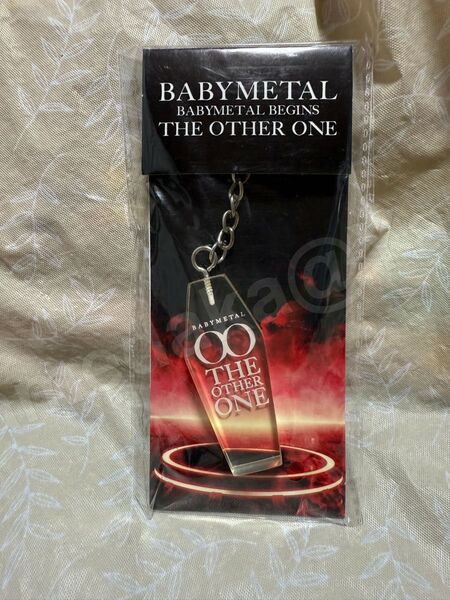 BABYMETAL
BABYMETAL BEGINS
THE OTHER ONE
BABYMETAL
THE
OTHER
ONE